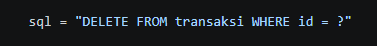 sql = "DELETE FROM transaksi WHERE id = ?"